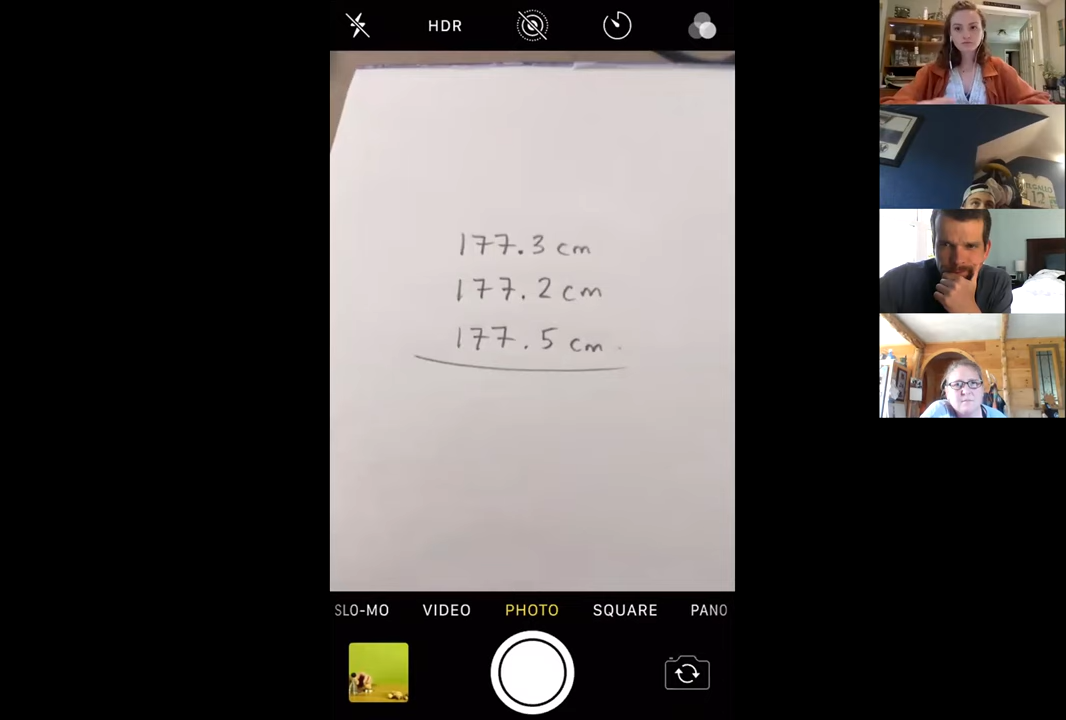 HDR
177.3 cm
177.2 cm
177.5 cm
SLO-MO VIDEO PHOTO SQUARE PANO